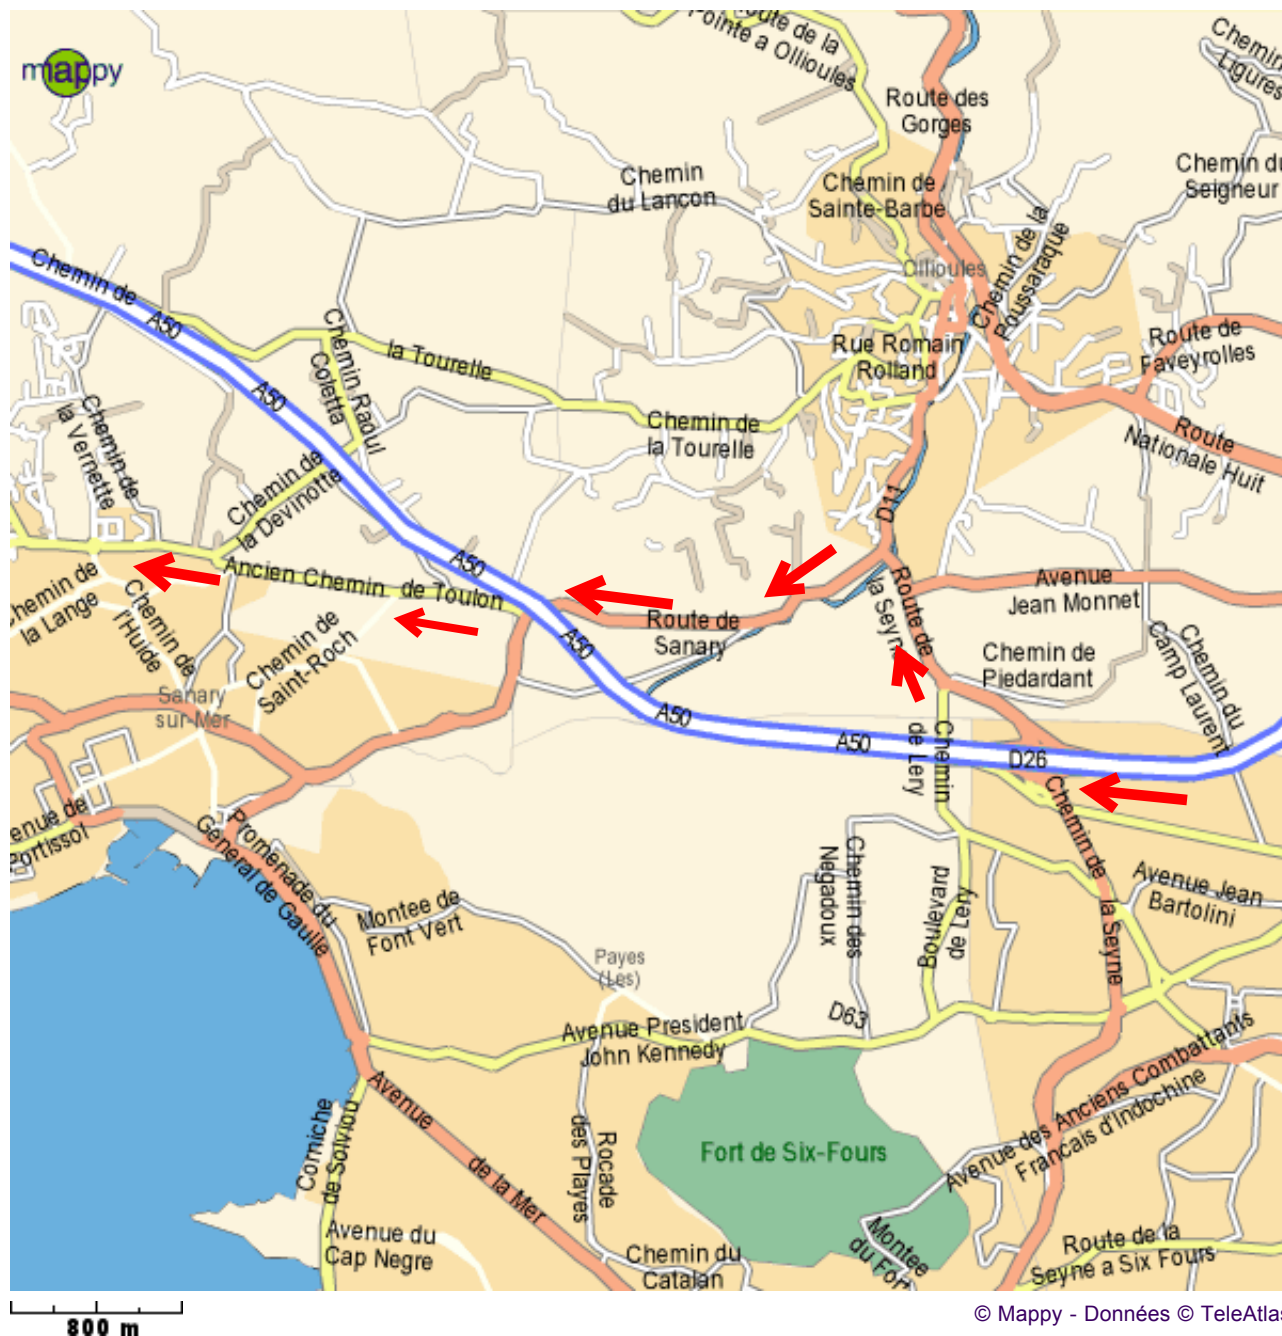 mappy
Route de la
Pointe a Ollioules
Route des
Gorges
Chemin
Ligures
Chemin
du Lancon
Chemin de
Sainte-Barbe
Chemin du
Seigneur
Chemin de la
Poussaraque
Ollioules
Chemin de
A50
la Tourelle
Chemin Raoul
Coletta
A50
Rue Romain
Rolland
Route de
Faveyrolles
Chemin de
la Tourelle
Route
Nationale Huit
Chemin de
la Vernette
Chemin de
la Devinotte
D11
A50
Ancien Chemin de Toulon
Chemin de
la Lange
Chemin de
l'Huide
Chemin de
Saint-Roch
Route de
Sanary
A50
Route de
la Seyne
Avenue
Jean Monnet
Chemin de
Piedardant
Chemin du
Camp Laurent
Sanary
sur-Mer
A50
A50
D26
Chemin
de Lery
Chemin de
la Seyne
enue de
Portissol
Promenade du
General de Gaulle
Montee de
Font Vert
Chemin des
Negadoux
Boulevard
de Lery
Avenue Jean
Bartolini
Payes
(Les)
Avenue President
John Kennedy
D63
Avenue des Anciens Combattants
Francais d'Indochine
Corniche
de Solviou
Avenue
de la Mer
Rocade
des Playes
Fort de Six-Fours
Avenue du
Cap Negre
Chemin du
Catalan
Montee
du Fort
Route de la
Seyne a Six Fours
800 m
© Mappy - Données © TeleAtlas